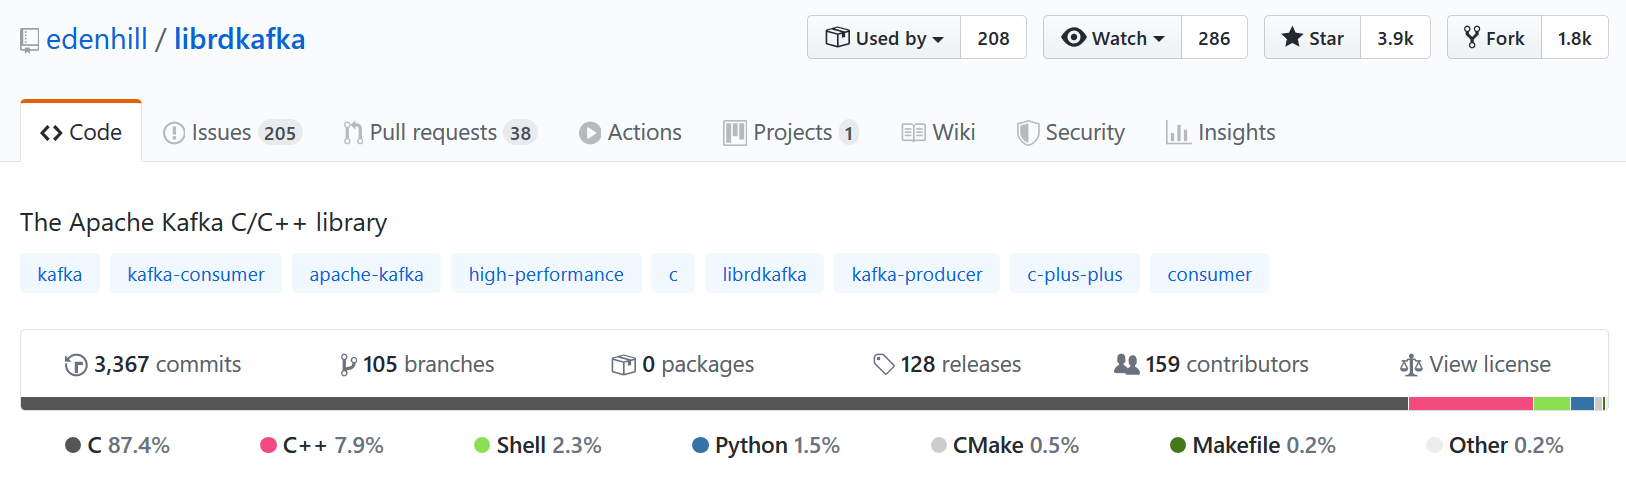 edenhill / librdkafka Used by 208 Watch 286 Star 3.9k Fork 1.8k
Code Issues 205 Pull requests 38 Actions Projects 1 Wiki Security Insights
The Apache Kafka C/C++ library
kafka kafka-consumer apache-kafka high-performance c librdkafka kafka-producer c-plus-plus consumer
3,367 commits 105 branches 0 packages 128 releases 159 contributors View license
C 87.4% C++ 7.9% Shell 2.3% Python 1.5% CMake 0.5% Makefile 0.2% Other 0.2%